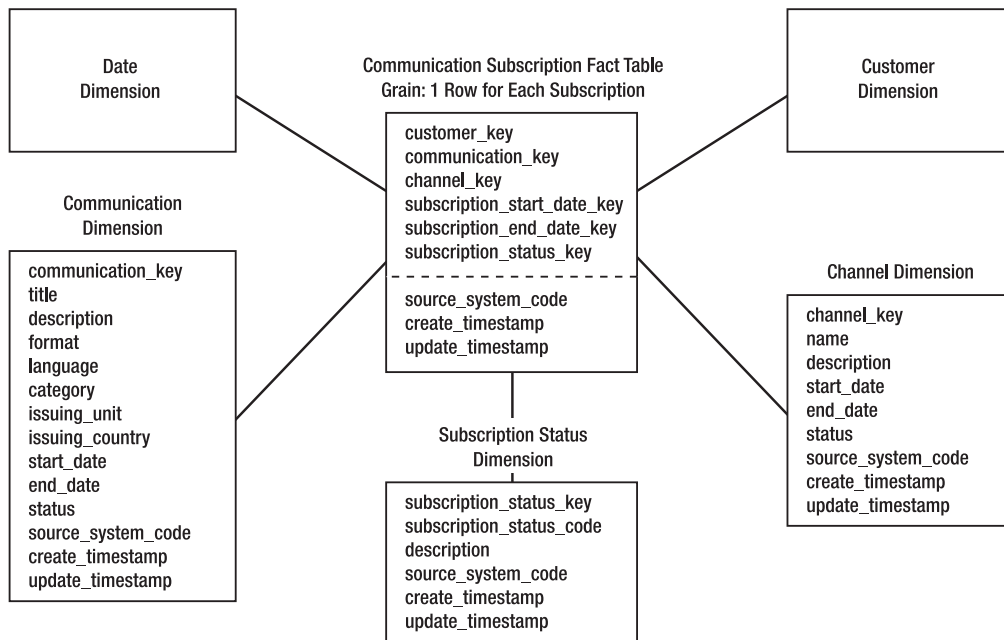 Date
Dimension
Communication Subscription Fact Table
Grain: 1 Row for Each Subscription
Customer
Dimension
customer_key
communication_key
channel_key
subscription_start_date_key
subscription_end_date_key
subscription_status_key
source_system_code
create_timestamp
update_timestamp
Communication
Dimension
communication_key
title
description
format
language
category
issuing_unit
issuing_country
start_date
end_date
status
source_system_code
create_timestamp
update_timestamp
Subscription Status
Dimension
subscription_status_key
subscription_status_code
description
source_system_code
create_timestamp
update_timestamp
Channel Dimension
channel_key
name
description
start_date
end_date
status
source_system_code
create_timestamp
update_timestamp